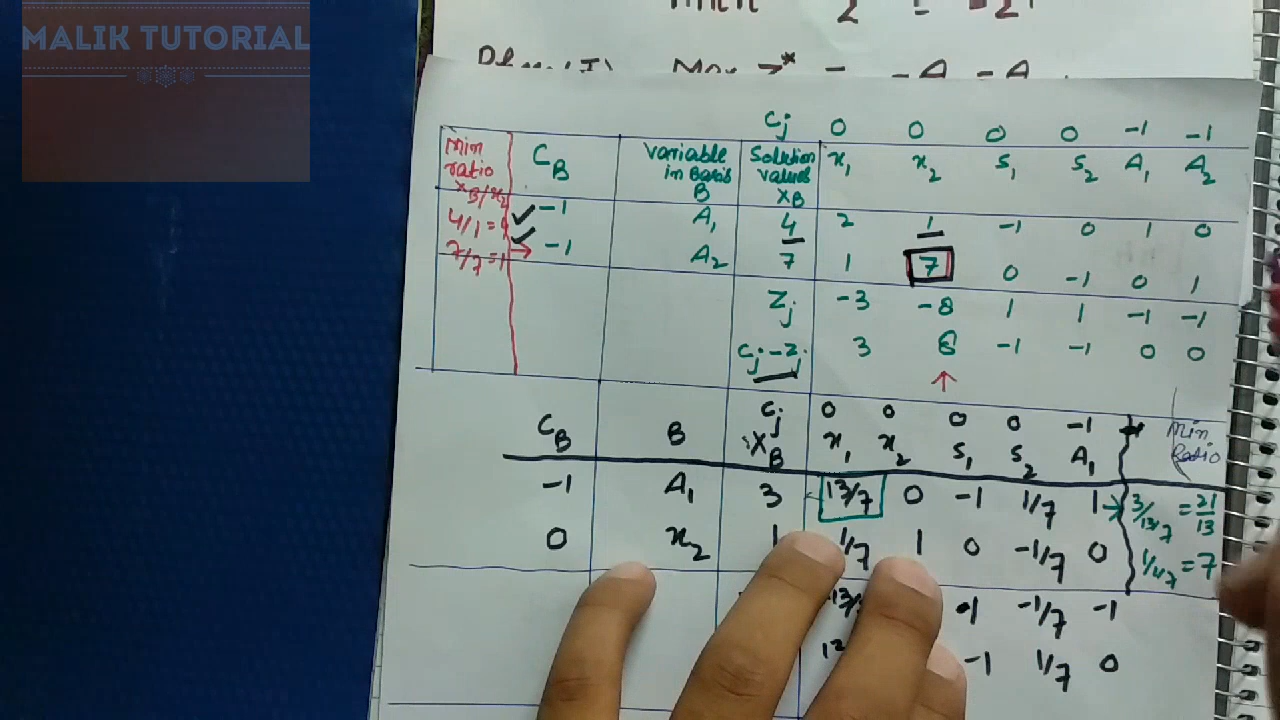 MALIK TUTORIAL
Max
Cj 0 0 0 0 -1 -1
Min ratio XB/x2 CB Variable in Basis B Solution values XB x1 x2 S1 S2 A1 A2
4/1 = -1 A1 4 2 1 -1 0 1 0
7/7 = 1 → -1 A2 7 1 7 0 -1 0 1
Zj -3 -8 1 1 -1 -1
Cj-Zj 3 8 -1 -1 0 0
↑
Cj 0 0 0 0 -1
CB B XB x1 x2 S1 S2 A1 Min Ratio
-1 A1 3 13/7 0 -1 1/7 1 → 3/13/7 = 21/13
0 x2 1 1/7 1 0 -1/7 0 1/1/7 = 7
-1/7 -1
-1 1/7 0